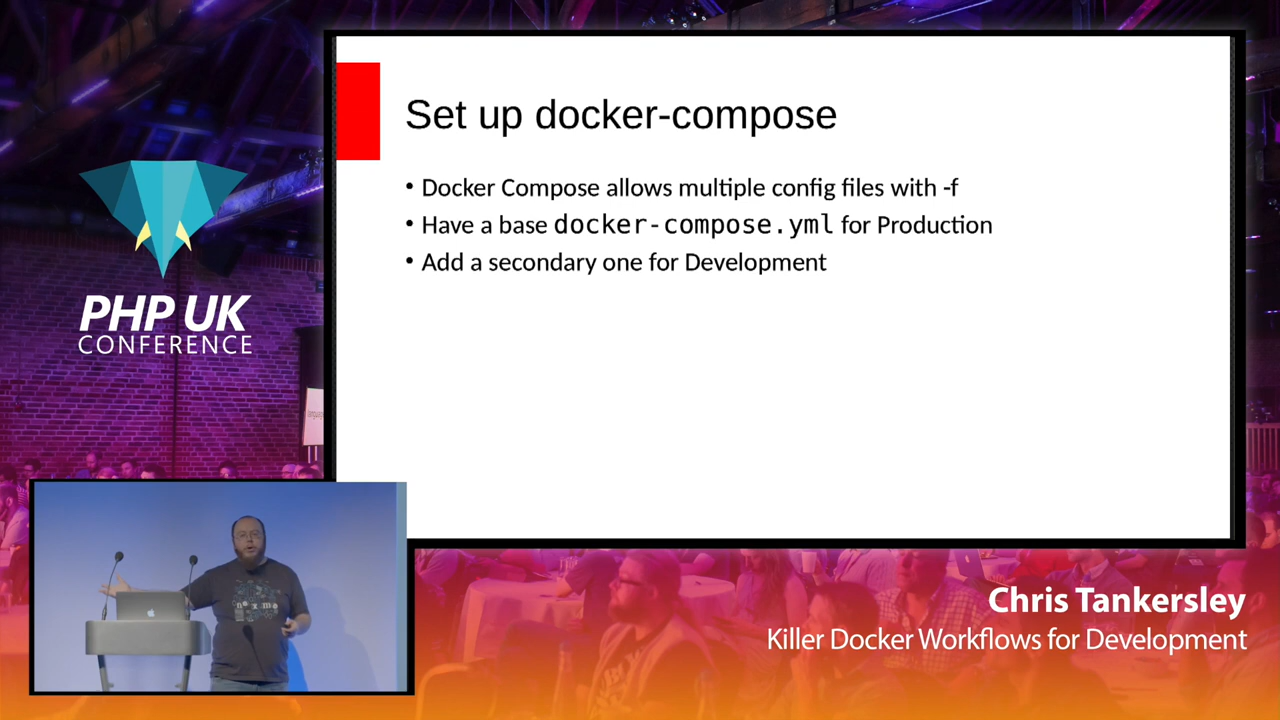 Set up docker-compose
• Docker Compose allows multiple config files with -f
• Have a base docker-compose.yml for Production
• Add a secondary one for Development
PHP UK
CONFERENCE
Chris Tankersley
Killer Docker Workflows for Development